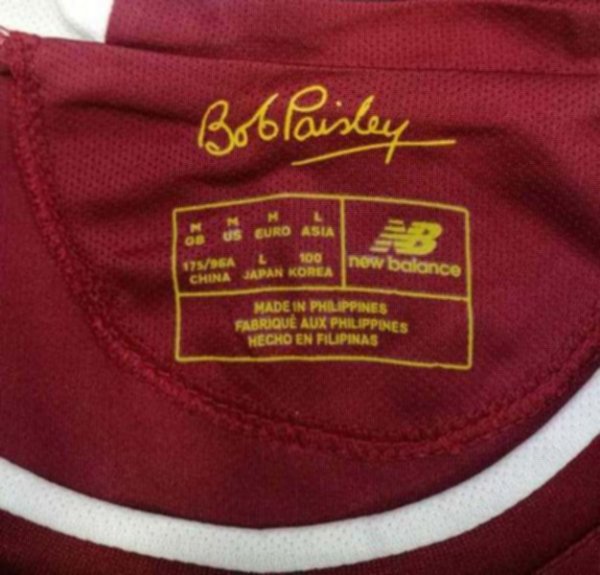 Bob Paisley
M M M L
GB US EURO ASIA
175/96A L 100
CHINA JAPAN KOREA
NB
new balance
MADE IN PHILIPPINES
FABRIQUÉ AUX PHILIPPINES
HECHO EN FILIPINAS